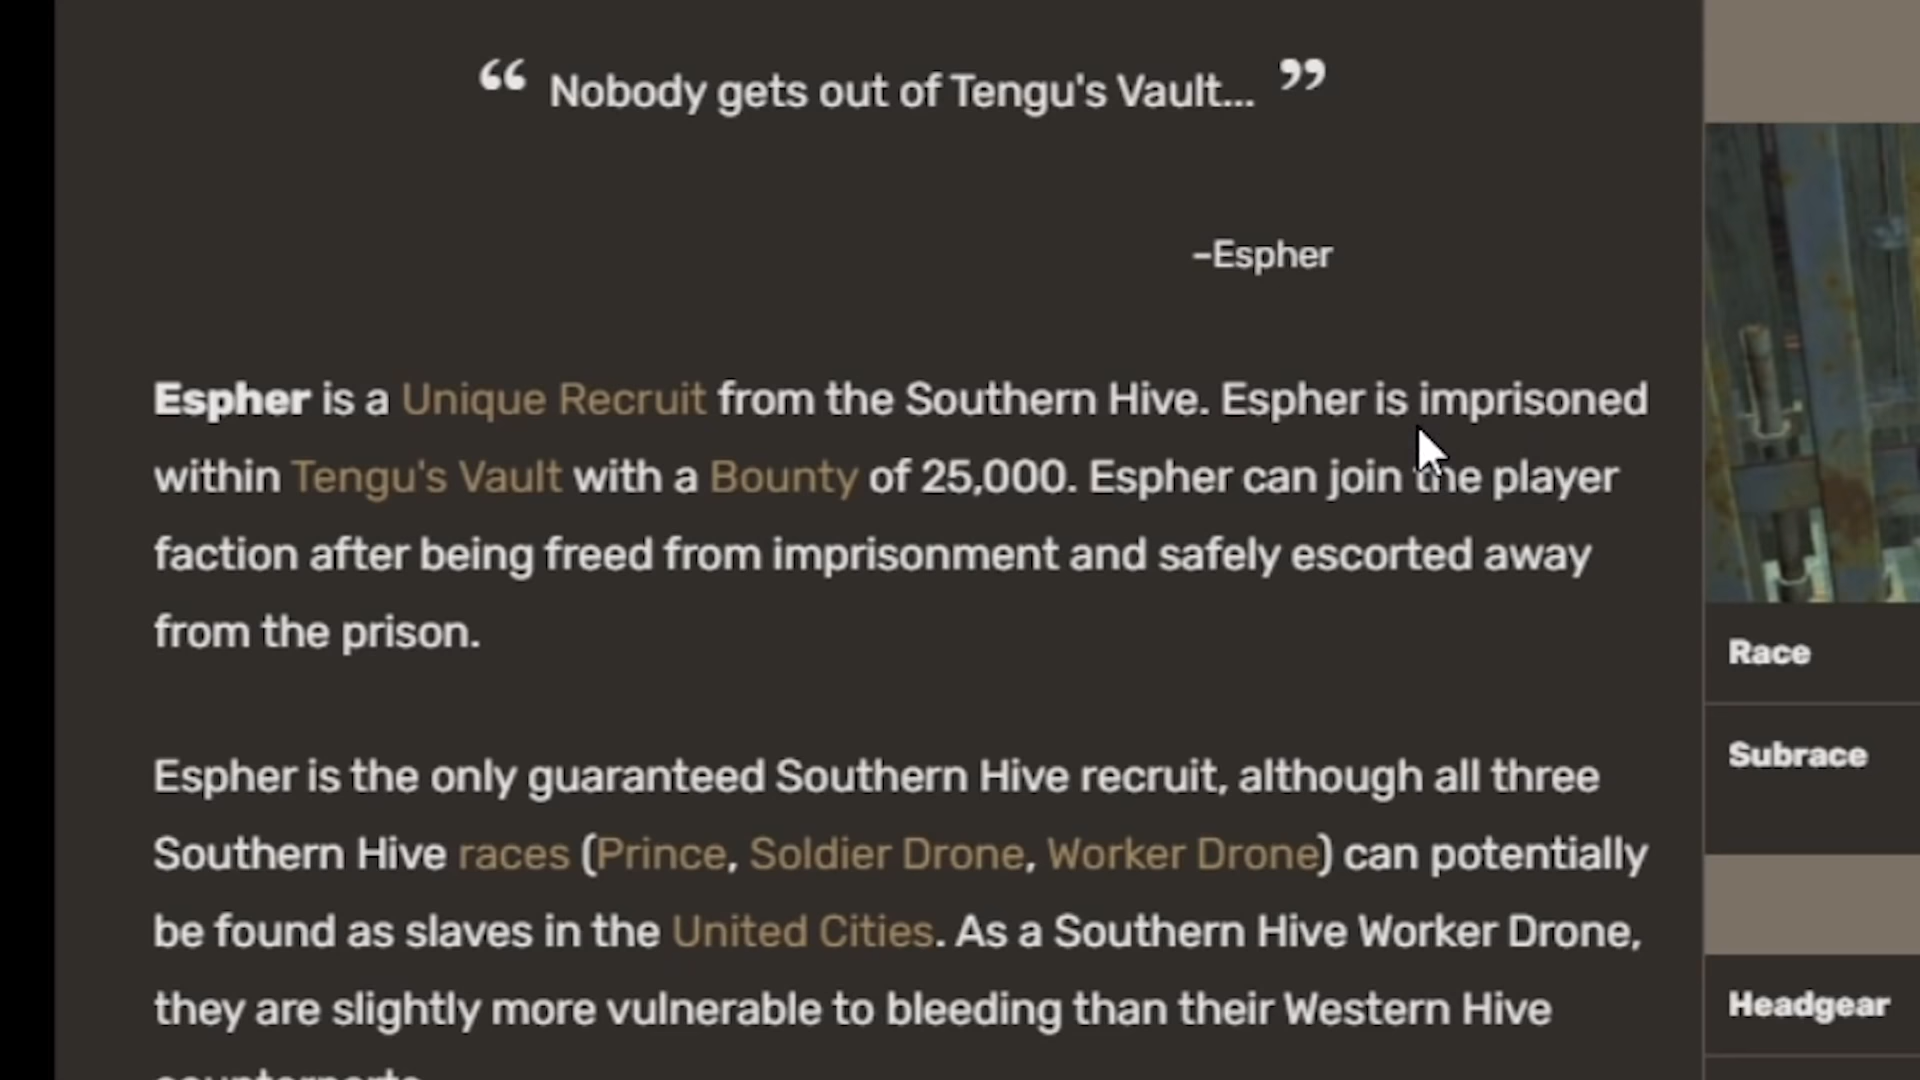 “ Nobody gets out of Tengu's Vault... ”
–Espher
Espher is a Unique Recruit from the Southern Hive. Espher is imprisoned
within Tengu's Vault with a Bounty of 25,000. Espher can join the player
faction after being freed from imprisonment and safely escorted away
from the prison.
Espher is the only guaranteed Southern Hive recruit, although all three
Southern Hive races (Prince, Soldier Drone, Worker Drone) can potentially
be found as slaves in the United Cities. As a Southern Hive Worker Drone,
they are slightly more vulnerable to bleeding than their Western Hive
Race
Subrace
Headgear